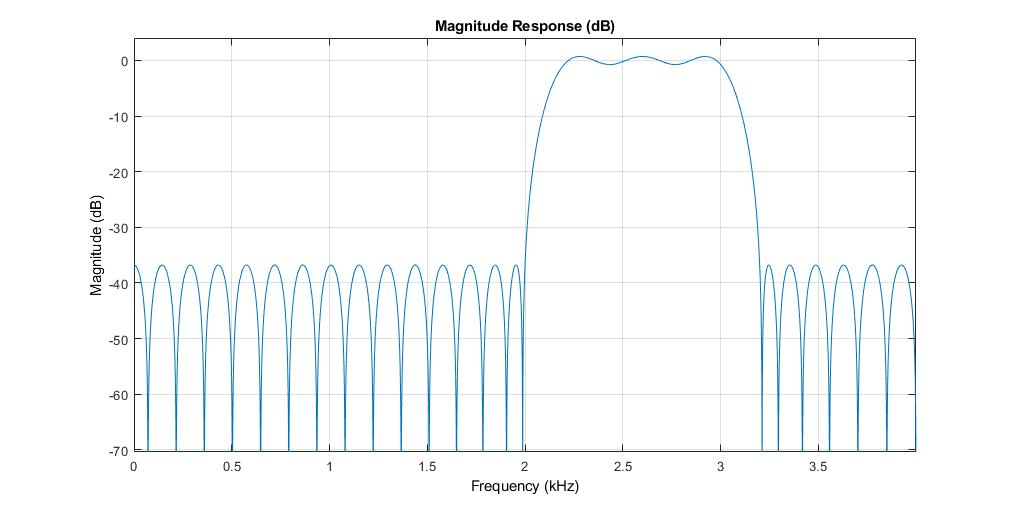 Magnitude Response (dB)
0
-10
-20
-30
-40
-50
-60
-70
Magnitude (dB)
0 0.5 1 1.5 2 2.5 3 3.5
Frequency (kHz)